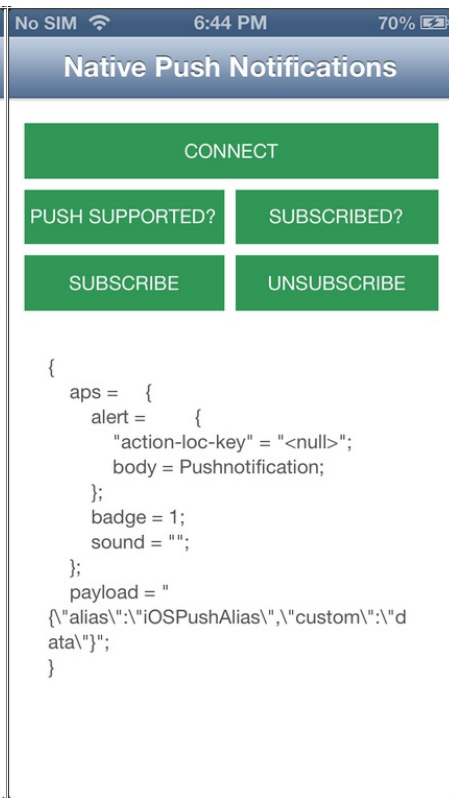 No SIM 6:44 PM 70%
Native Push Notifications
CONNECT
PUSH SUPPORTED? SUBSCRIBED?
SUBSCRIBE UNSUBSCRIBE
{
aps = {
alert = {
"action-loc-key" = "<null>";
body = Pushnotification;
};
badge = 1;
sound = "";
};
payload = "
{\"alias\":\"iOSPushAlias\",\"custom\":\"d
ata\"}";
}